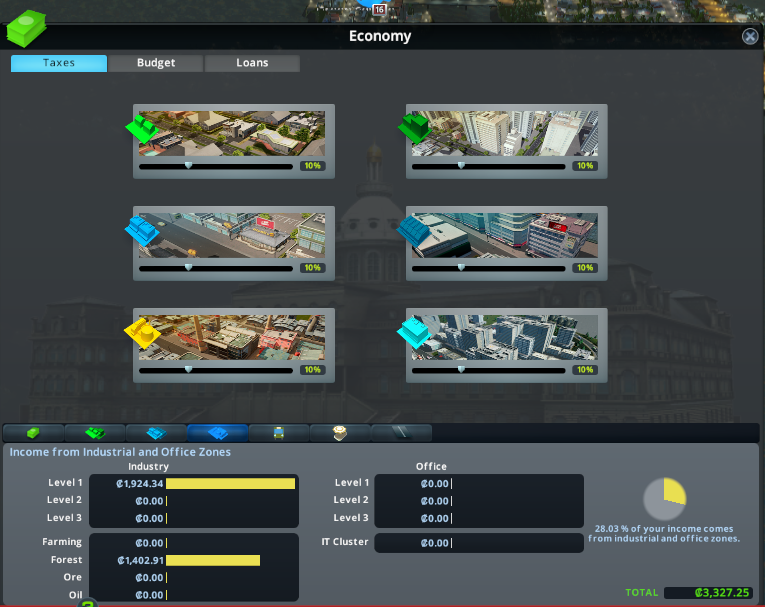 16
Economy
Taxes Budget Loans
10% 10%
10% 10%
10% 10%
Income from Industrial and Office Zones
Industry Office
Level 1 ₡1,924.34 Level 1 ₡0.00
Level 2 ₡0.00 Level 2 ₡0.00
Level 3 ₡0.00 Level 3 ₡0.00
Farming ₡0.00 IT Cluster ₡0.00
Forest ₡1,402.91
Ore ₡0.00
Oil ₡0.00
28.03 % of your income comes
from industrial and office zones.
TOTAL ₡3,327.25